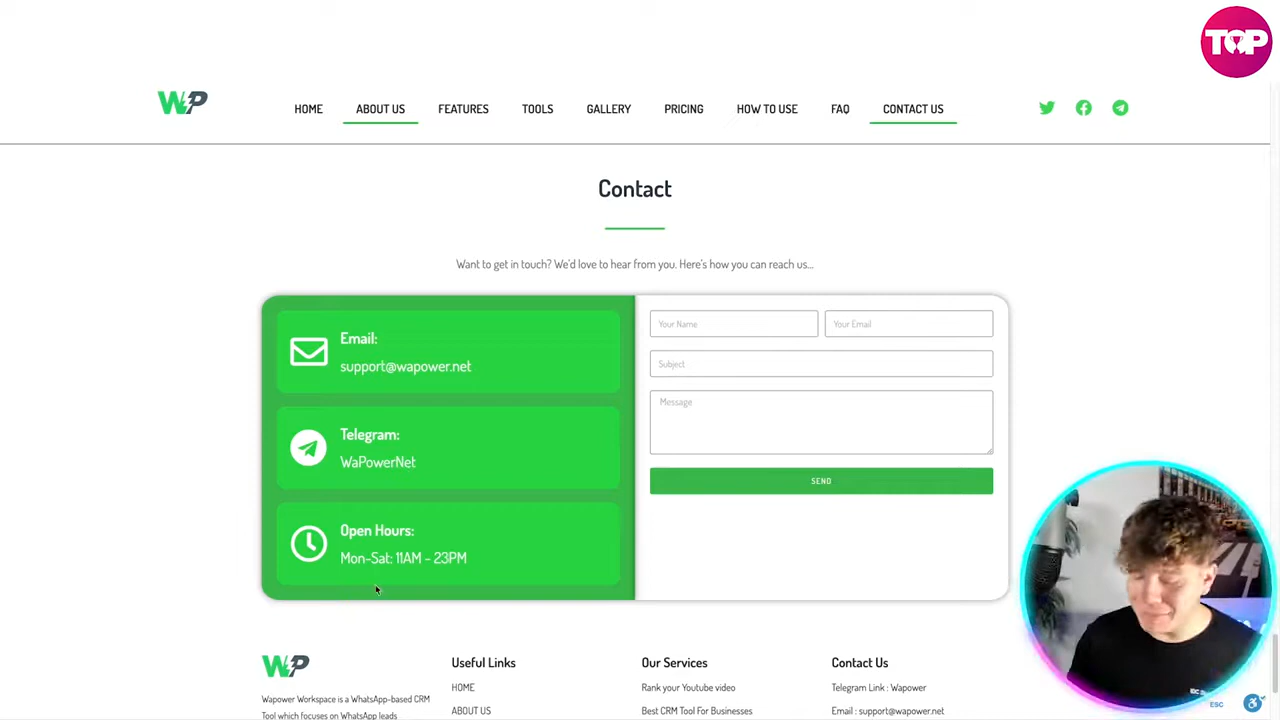 TOP
WP
HOME
ABOUT US
FEATURES
TOOLS
GALLERY
PRICING
HOW TO USE
FAQ
CONTACT US
Contact
Want to get in touch? We'd love to hear from you. Here's how you can reach us...
Email:
support@wapower.net
Telegram:
WaPowerNet
Open Hours:
Mon-Sat: 11AM – 23PM
Your Name
Your Email
Subject
Message
SEND
WP
Wapower Workspace is a WhatsApp-based CRM
Tool which focuses on WhatsApp leads
Useful Links
HOME
ABOUT US
Our Services
Rank your Youtube video
Best CRM Tool For Businesses
Contact Us
Telegram Link : Wapower
Email : support@wapower.net
ESC